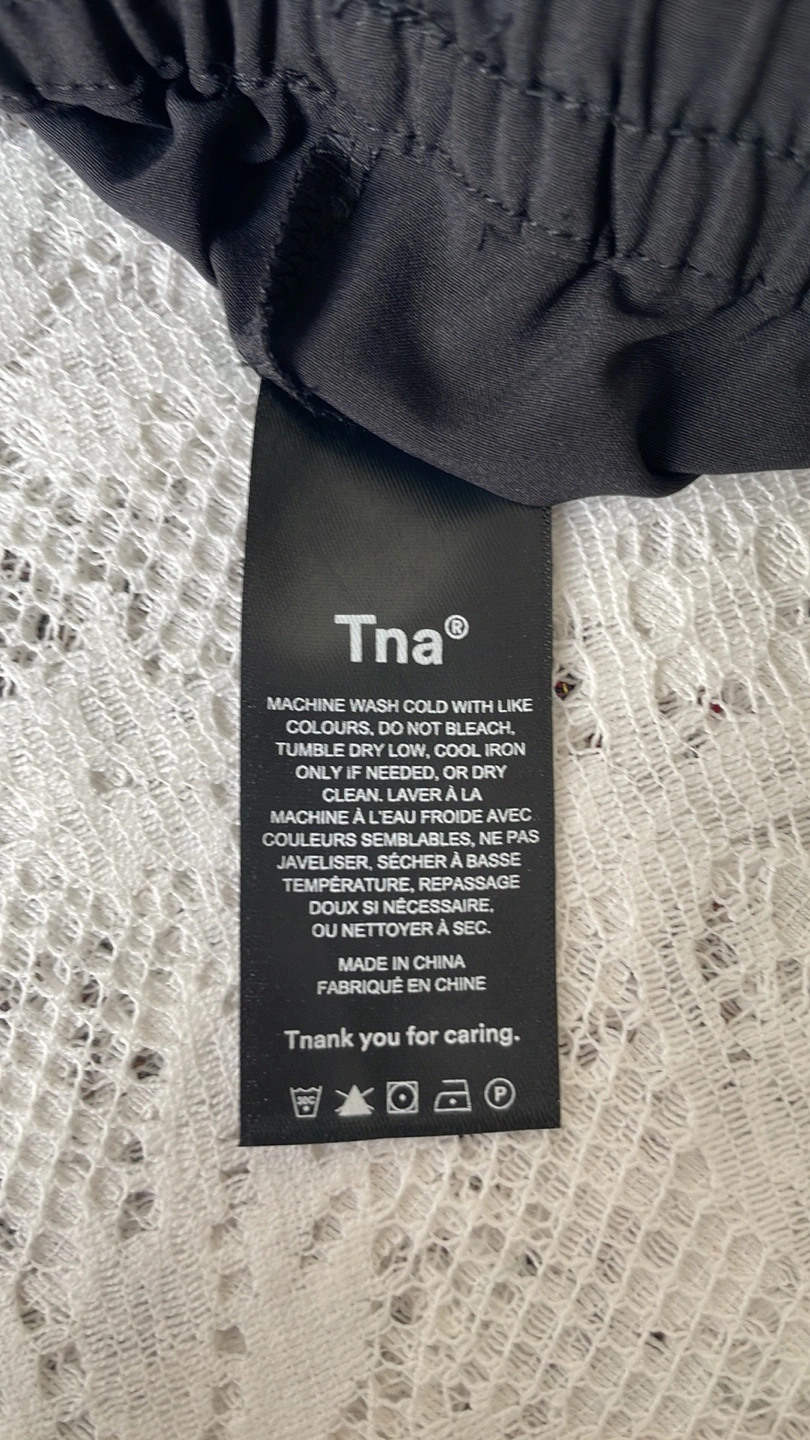 Tna®
MACHINE WASH COLD WITH LIKE
COLOURS, DO NOT BLEACH,
TUMBLE DRY LOW, COOL IRON
ONLY IF NEEDED, OR DRY
CLEAN. LAVER À LA
MACHINE À L'EAU FROIDE AVEC
COULEURS SEMBLABLES, NE PAS
JAVELISER, SÉCHER À BASSE
TEMPÉRATURE, REPASSAGE
DOUX SI NÉCESSAIRE,
OU NETTOYER À SEC.
MADE IN CHINA
FABRIQUÉ EN CHINE
Tnank you for caring.
30C P